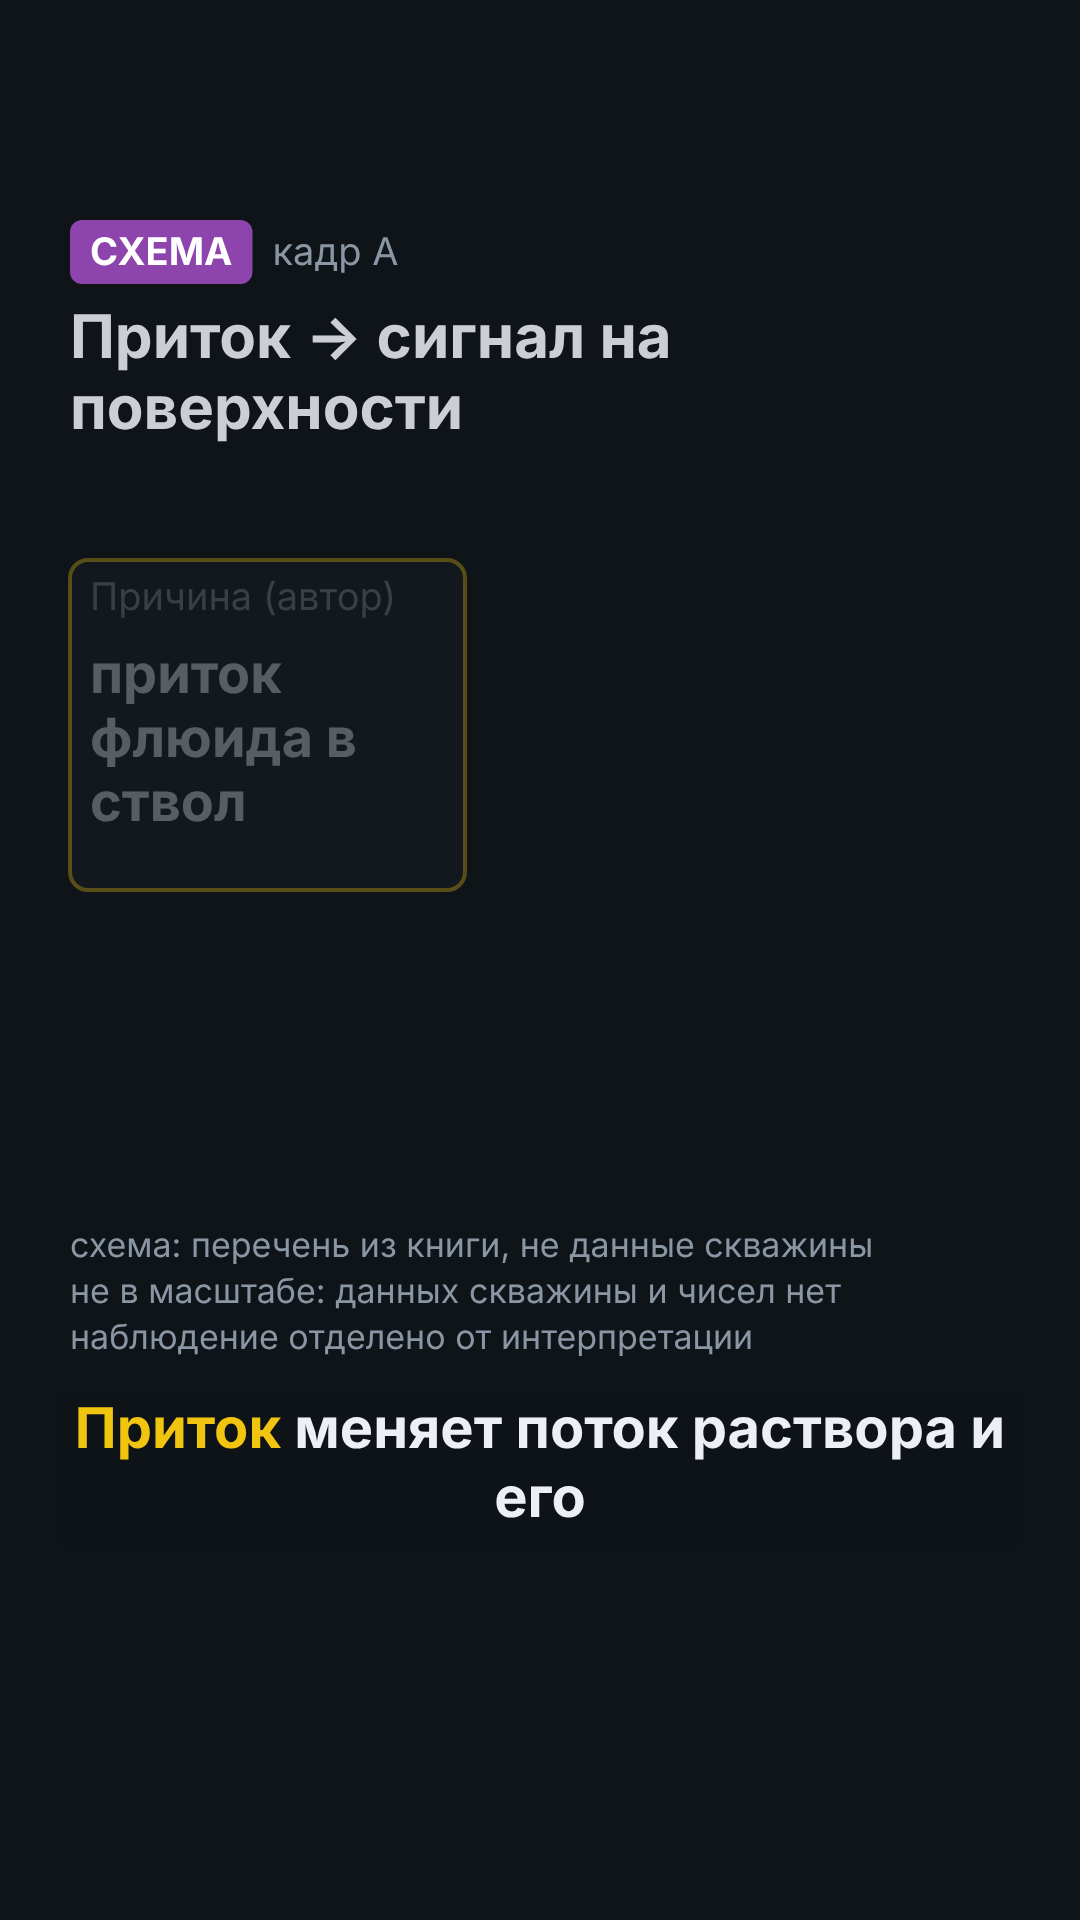 СХЕМА кадр А
Приток → сигнал на
поверхности
Причина (автор)
приток
флюида в
ствол
схема: перечень из книги, не данные скважины
не в масштабе: данных скважины и чисел нет
наблюдение отделено от интерпретации
Приток меняет поток раствора и
его